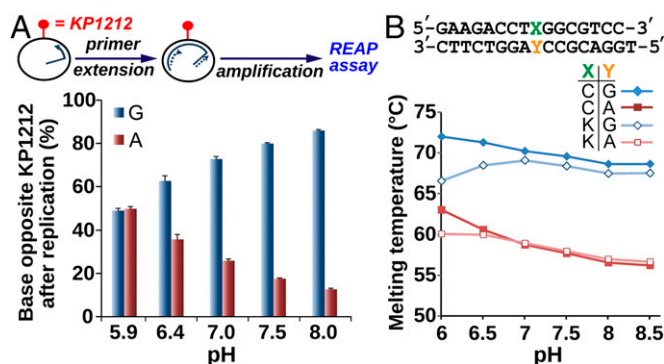 A
= KP1212
primer
extension
amplification
REAP
assay
Base opposite KP1212
after replication (%)
100
80
60
40
20
0
G
A
5.9 6.4 7.0 7.5 8.0
pH
B
5′-GAAGACCTXGGCGTCC-3′
3-CTTCTGGAYCCGCAGGT-5′
X Y
C G
C A
K G
K A
Melting temperature (°C)
75
70
65
60
55
50
6 6.5 7 7.5 8 8.5
pH